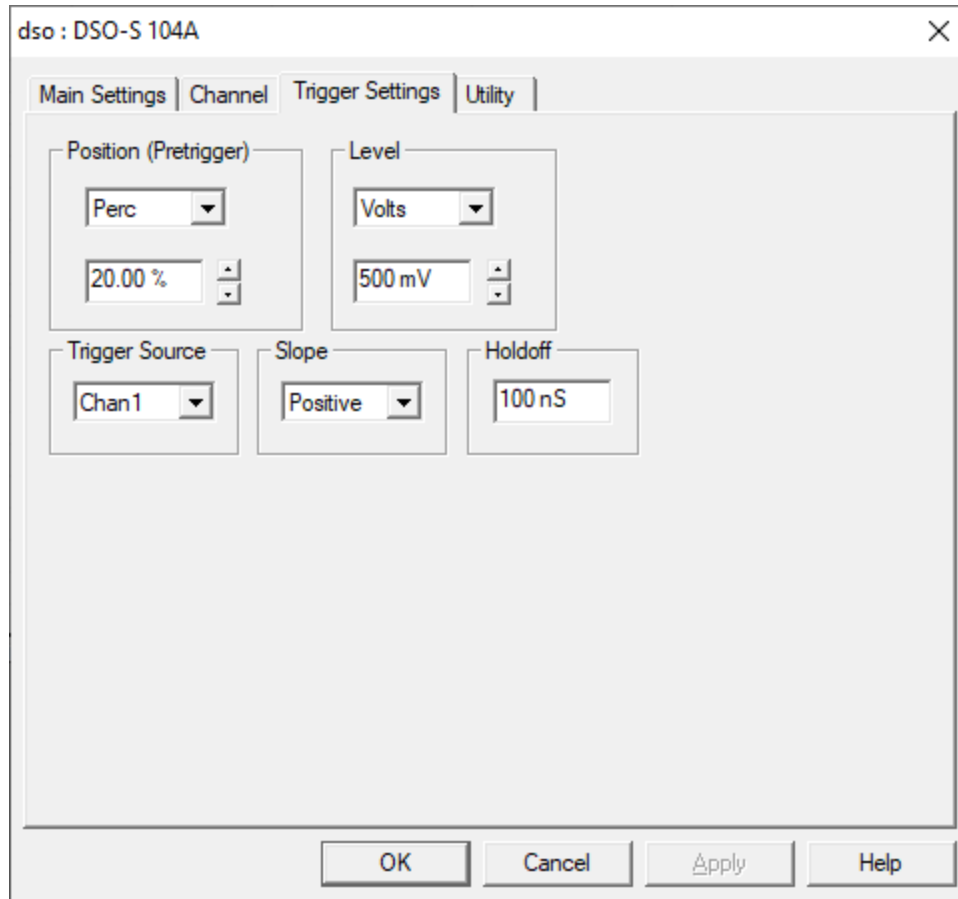 dso : DSO-S 104A
Main Settings Channel Trigger Settings Utility
Position (Pretrigger) Level
Perc Volts
20.00 % 500 mV
Trigger Source Slope Holdoff
Chan1 Positive 100 nS
OK Cancel Apply Help